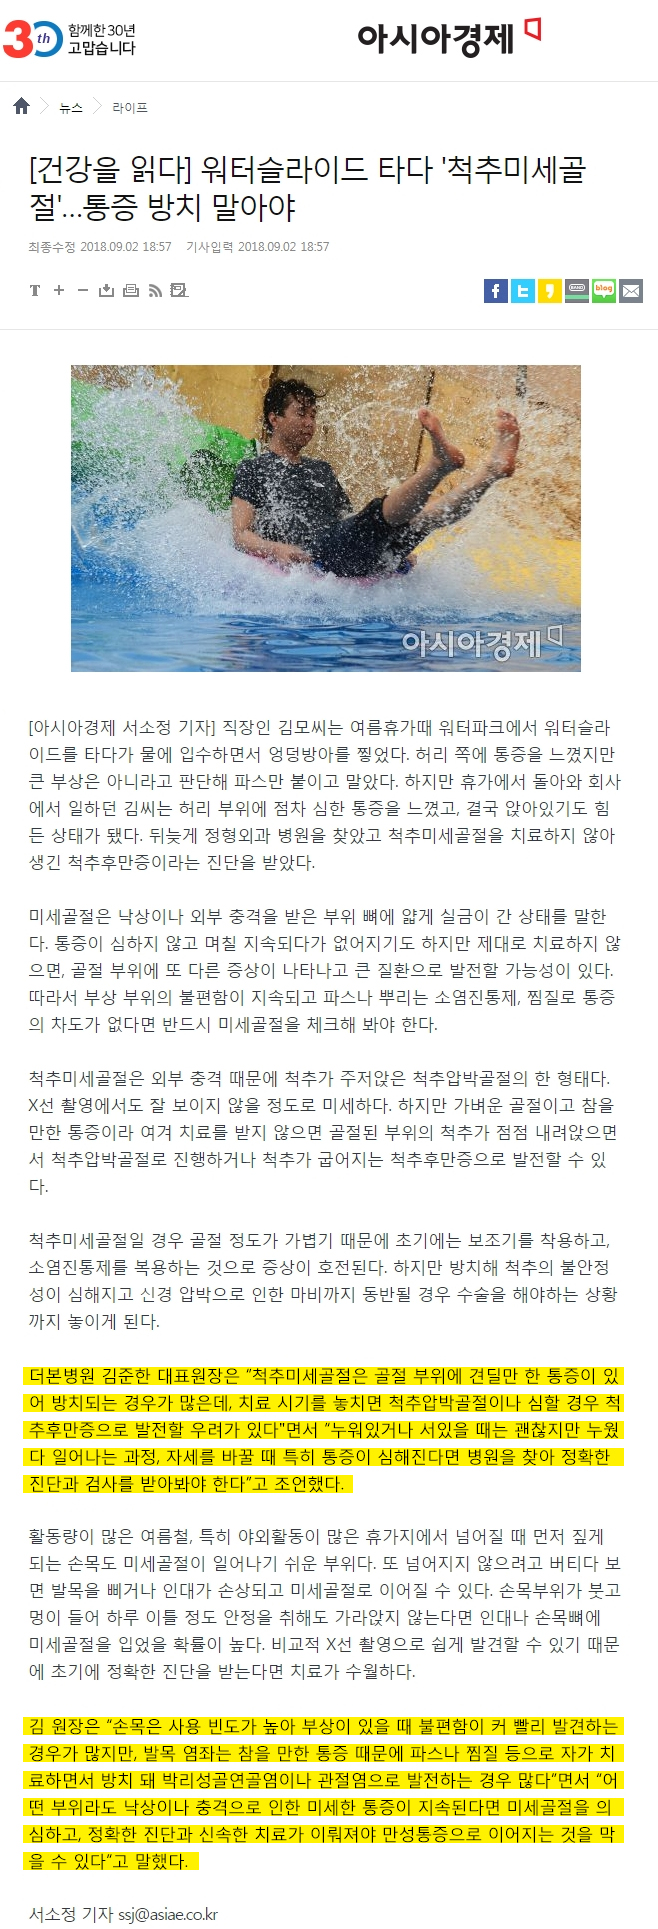 30th 함께한 30년
고맙습니다
아시아경제
뉴스
라이프
[건강을 읽다] 워터슬라이드 타다 '척추미세골
절'...통증 방치 말아야
최종수정 2018.09.02 18:57 기사입력 2018.09.02 18:57
T
BAND
blog
아시아경제
[아시아경제 서소정 기자] 직장인 김모씨는 여름휴가때 워터파크에서 워터슬라
이드를 타다가 물에 입수하면서 엉덩방아를 찧었다. 허리 쪽에 통증을 느꼈지만
큰 부상은 아니라고 판단해 파스만 붙이고 말았다. 하지만 휴가에서 돌아와 회사
에서 일하던 김씨는 허리 부위에 점차 심한 통증을 느꼈고, 결국 앉아있기도 힘
든 상태가 됐다. 뒤늦게 정형외과 병원을 찾았고 척추미세골절을 치료하지 않아
생긴 척추후만증이라는 진단을 받았다.
미세골절은 낙상이나 외부 충격을 받은 부위 뼈에 얇게 실금이 간 상태를 말한
다. 통증이 심하지 않고 며칠 지속되다가 없어지기도 하지만 제대로 치료하지 않
으면, 골절 부위에 또 다른 증상이 나타나고 큰 질환으로 발전할 가능성이 있다.
따라서 부상 부위의 불편함이 지속되고 파스나 뿌리는 소염진통제, 찜질로 통증
의 차도가 없다면 반드시 미세골절을 체크해 봐야 한다.
척추미세골절은 외부 충격 때문에 척추가 주저앉은 척추압박골절의 한 형태다.
X선 촬영에서도 잘 보이지 않을 정도로 미세하다. 하지만 가벼운 골절이고 참을
만한 통증이라 여겨 치료를 받지 않으면 골절된 부위의 척추가 점점 내려앉으면
서 척추압박골절로 진행하거나 척추가 굽어지는 척추후만증으로 발전할 수 있
다.
척추미세골절일 경우 골절 정도가 가볍기 때문에 초기에는 보조기를 착용하고,
소염진통제를 복용하는 것으로 증상이 호전된다. 하지만 방치해 척추의 불안정
성이 심해지고 신경 압박으로 인한 마비까지 동반될 경우 수술을 해야하는 상황
까지 놓이게 된다.
더본병원 김준한 대표원장은 "척추미세골절은 골절 부위에 견딜만 한 통증이 있
어 방치되는 경우가 많은데, 치료 시기를 놓치면 척추압박골절이나 심할 경우 척
추후만증으로 발전할 우려가 있다"면서 "누워있거나 서있을 때는 괜찮지만 누웠
다 일어나는 과정, 자세를 바꿀 때 특히 통증이 심해진다면 병원을 찾아 정확한
진단과 검사를 받아봐야 한다"고 조언했다.
활동량이 많은 여름철, 특히 야외활동이 많은 휴가지에서 넘어질 때 먼저 짚게
되는 손목도 미세골절이 일어나기 쉬운 부위다. 또 넘어지지 않으려고 버티다 보
면 발목을 삐거나 인대가 손상되고 미세골절로 이어질 수 있다. 손목부위가 붓고
멍이 들어 하루 이틀 정도 안정을 취해도 가라앉지 않는다면 인대나 손목뼈에
미세골절을 입었을 확률이 높다. 비교적 X선 촬영으로 쉽게 발견할 수 있기 때문
에 초기에 정확한 진단을 받는다면 치료가 수월하다.
김 원장은 "손목은 사용 빈도가 높아 부상이 있을 때 불편함이 커 빨리 발견하는
경우가 많지만, 발목 염좌는 참을 만한 통증 때문에 파스나 찜질 등으로 자가 치
료하면서 방치 돼 박리성골연골염이나 관절염으로 발전하는 경우 많다"면서 "어
떤 부위라도 낙상이나 충격으로 인한 미세한 통증이 지속된다면 미세골절을 의
심하고, 정확한 진단과 신속한 치료가 이뤄져야 만성통증으로 이어지는 것을 막
을 수 있다"고 말했다.
서소정 기자 ssj@asiae.co.kr